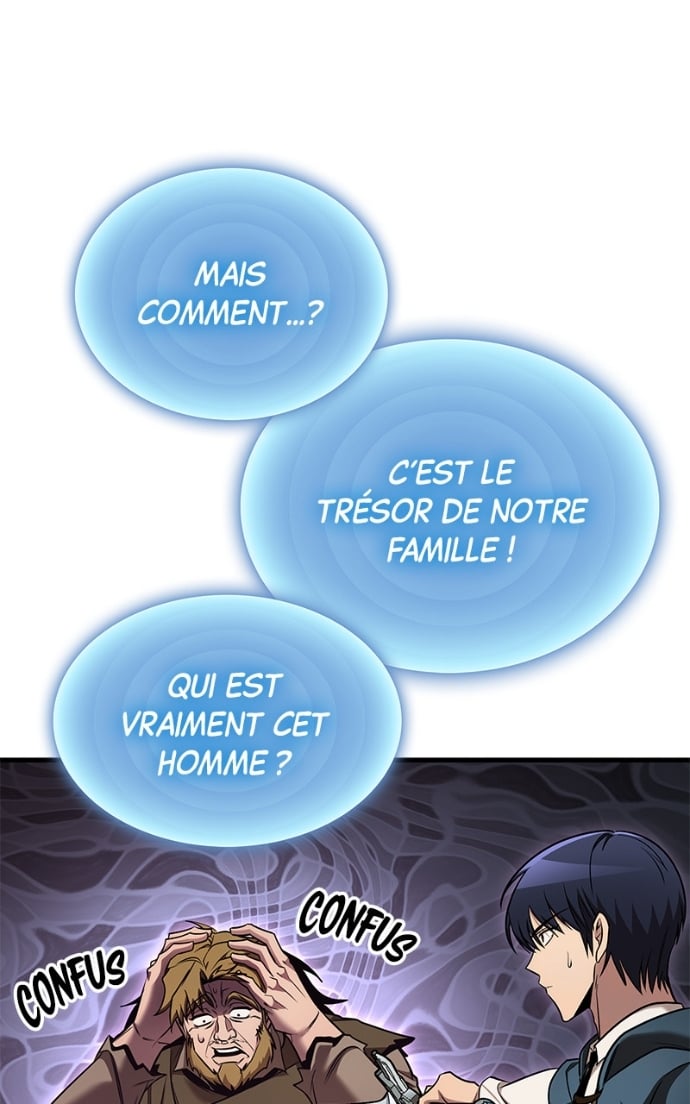 MAIS
COMMENT...?
C'EST LE
TRÉSOR DE NOTRE
FAMILLE !
QUI EST
VRAIMENT CET
HOMME ?
CONFUS
CONFUS